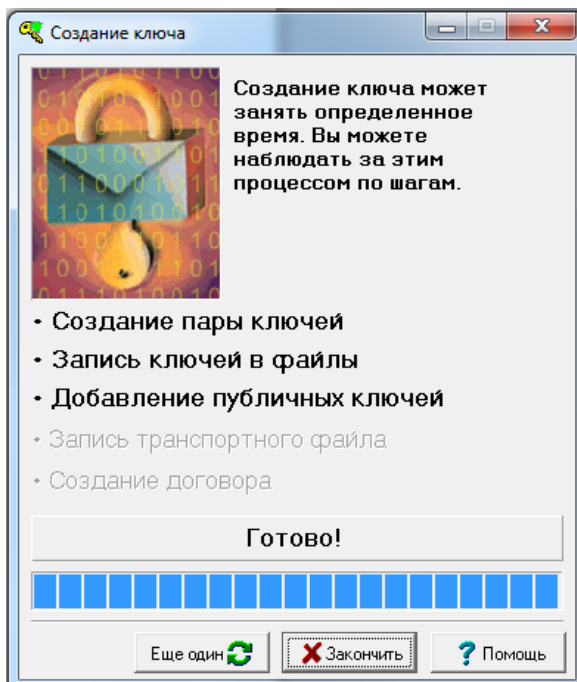 Создание ключа
Создание ключа может
занять определенное
время. Вы можете
наблюдать за этим
процессом по шагам.
• Создание пары ключей
• Запись ключей в файлы
• Добавление публичных ключей
• Запись транспортного файла
• Создание договора
Готово!
Еще один
Закончить
? Помощь